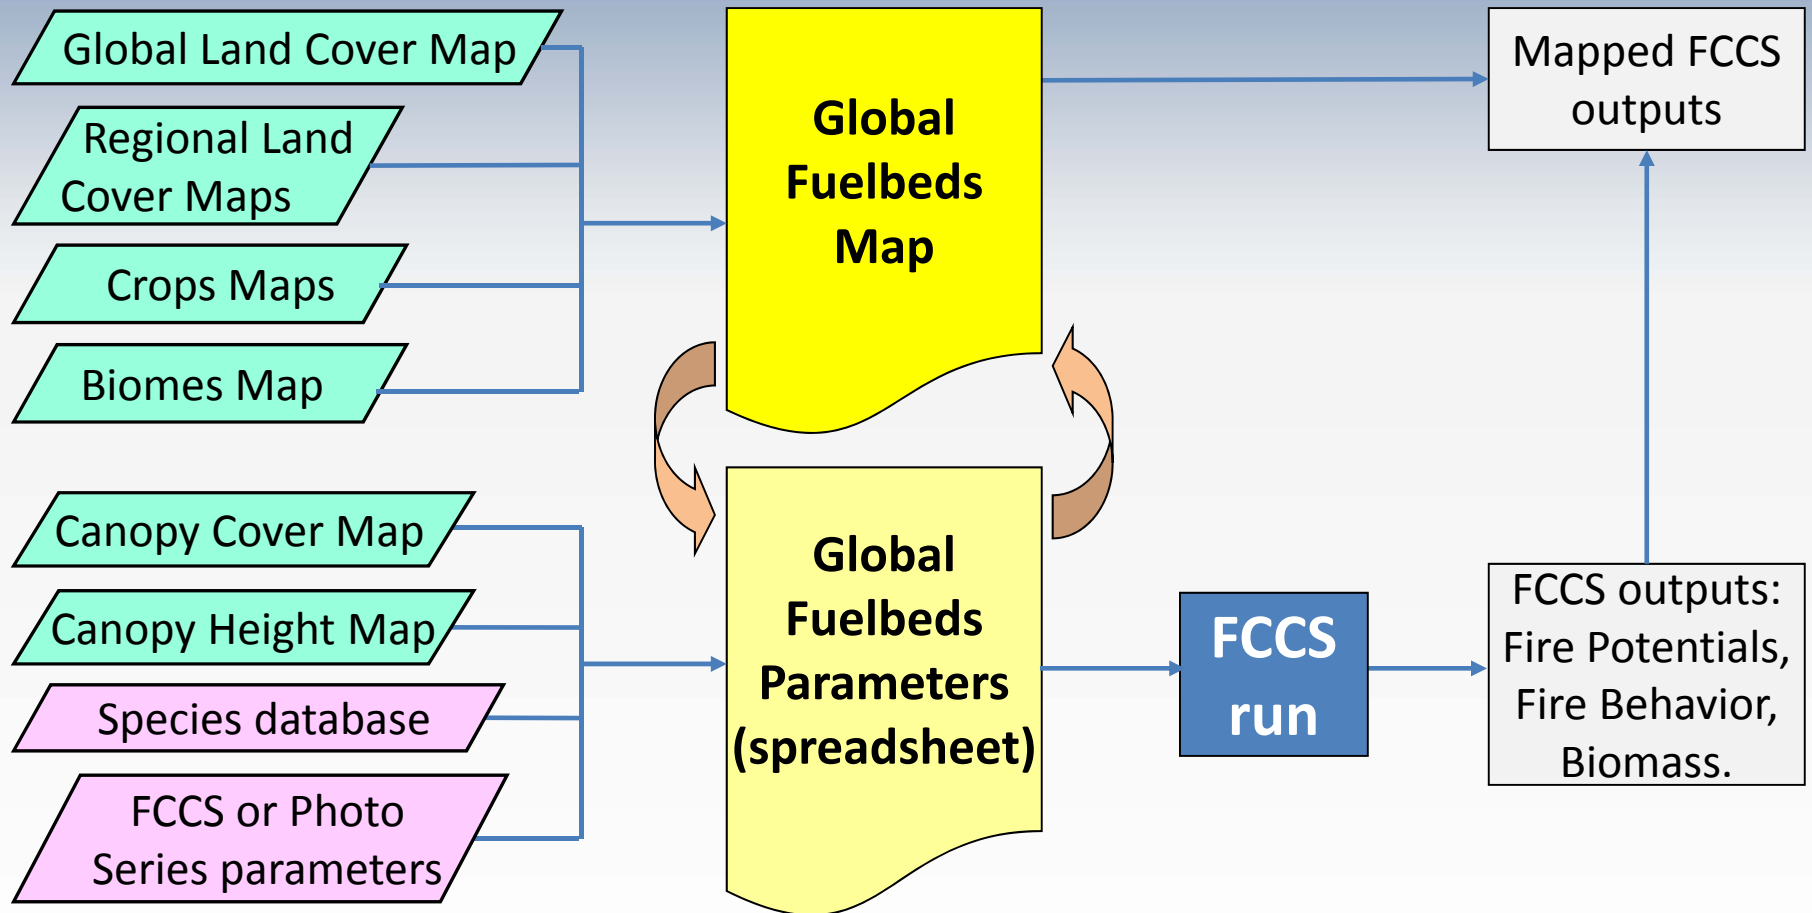 Global Land Cover Map
Regional Land
Cover Maps
Crops Maps
Biomes Map
Canopy Cover Map
Canopy Height Map
Species database
FCCS or Photo
Series parameters
Global
Fuelbeds
Map
Global
Fuelbeds
Parameters
(spreadsheet)
FCCS
run
Mapped FCCS
outputs
FCCS outputs:
Fire Potentials,
Fire Behavior,
Biomass.